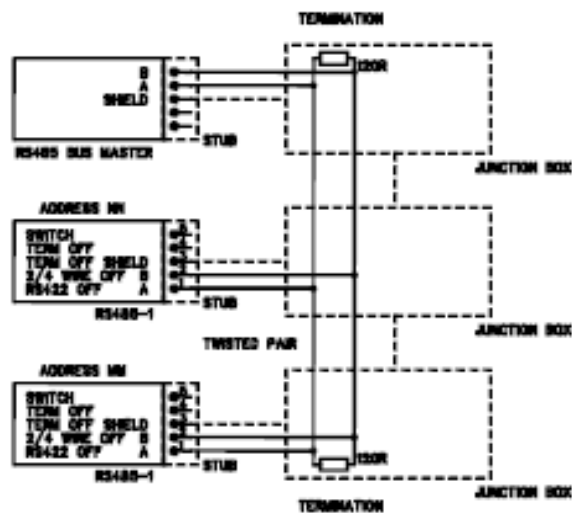 TERMINATION
B
120R
A
SHIELD
STUB
RS485 BUS MASTER
JUNCTION BOX
ADDRESS NN
SWITCH
TERM OFF
TERM OFF SHIELD
2/4 WIRE OFF B
RS422 OFF A
STUB
RS485-1
JUNCTION BOX
TWISTED PAIR
ADDRESS MM
SWITCH
TERM OFF
TERM OFF SHIELD
2/4 WIRE OFF B
RS422 OFF A
120R
STUB
RS485-1
JUNCTION BOX
TERMINATION